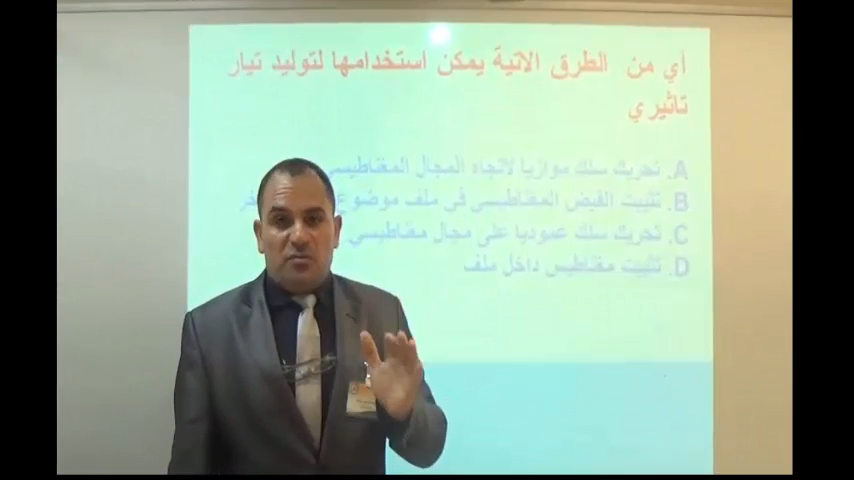 أي من الطرق الاتية يمكن استخدامها لتوليد تيار
تاثيري
A. تحريك سلك موازيا لاتجاه المجال المغناطيسي
B. تثبيت الفيض المغناطيسي في ملف موضوع
C. تحريك سلك عموديا على مجال مغناطيسي
D. تثبيت مغناطيس داخل ملف